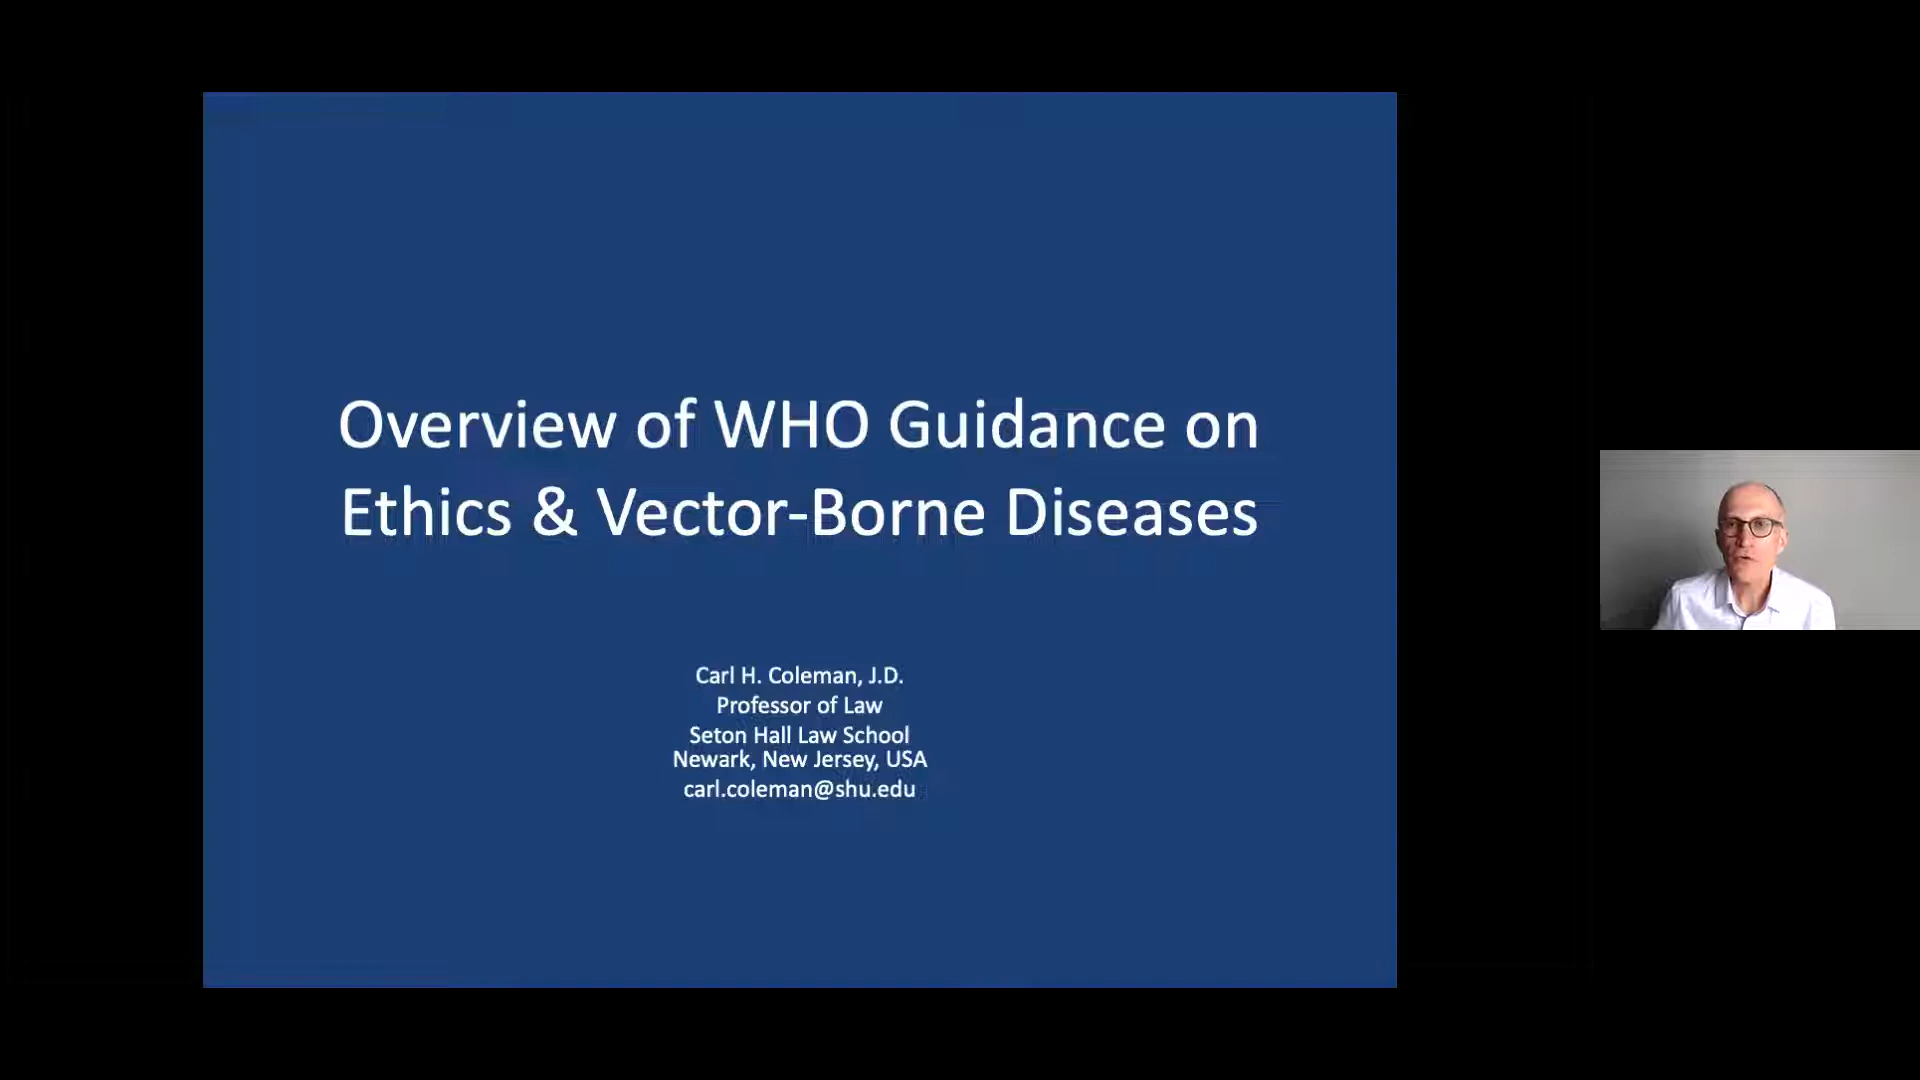 Overview of WHO Guidance on
Ethics & Vector-Borne Diseases
Carl H. Coleman, J.D.
Professor of Law
Seton Hall Law School
Newark, New Jersey, USA
carl.coleman@shu.edu